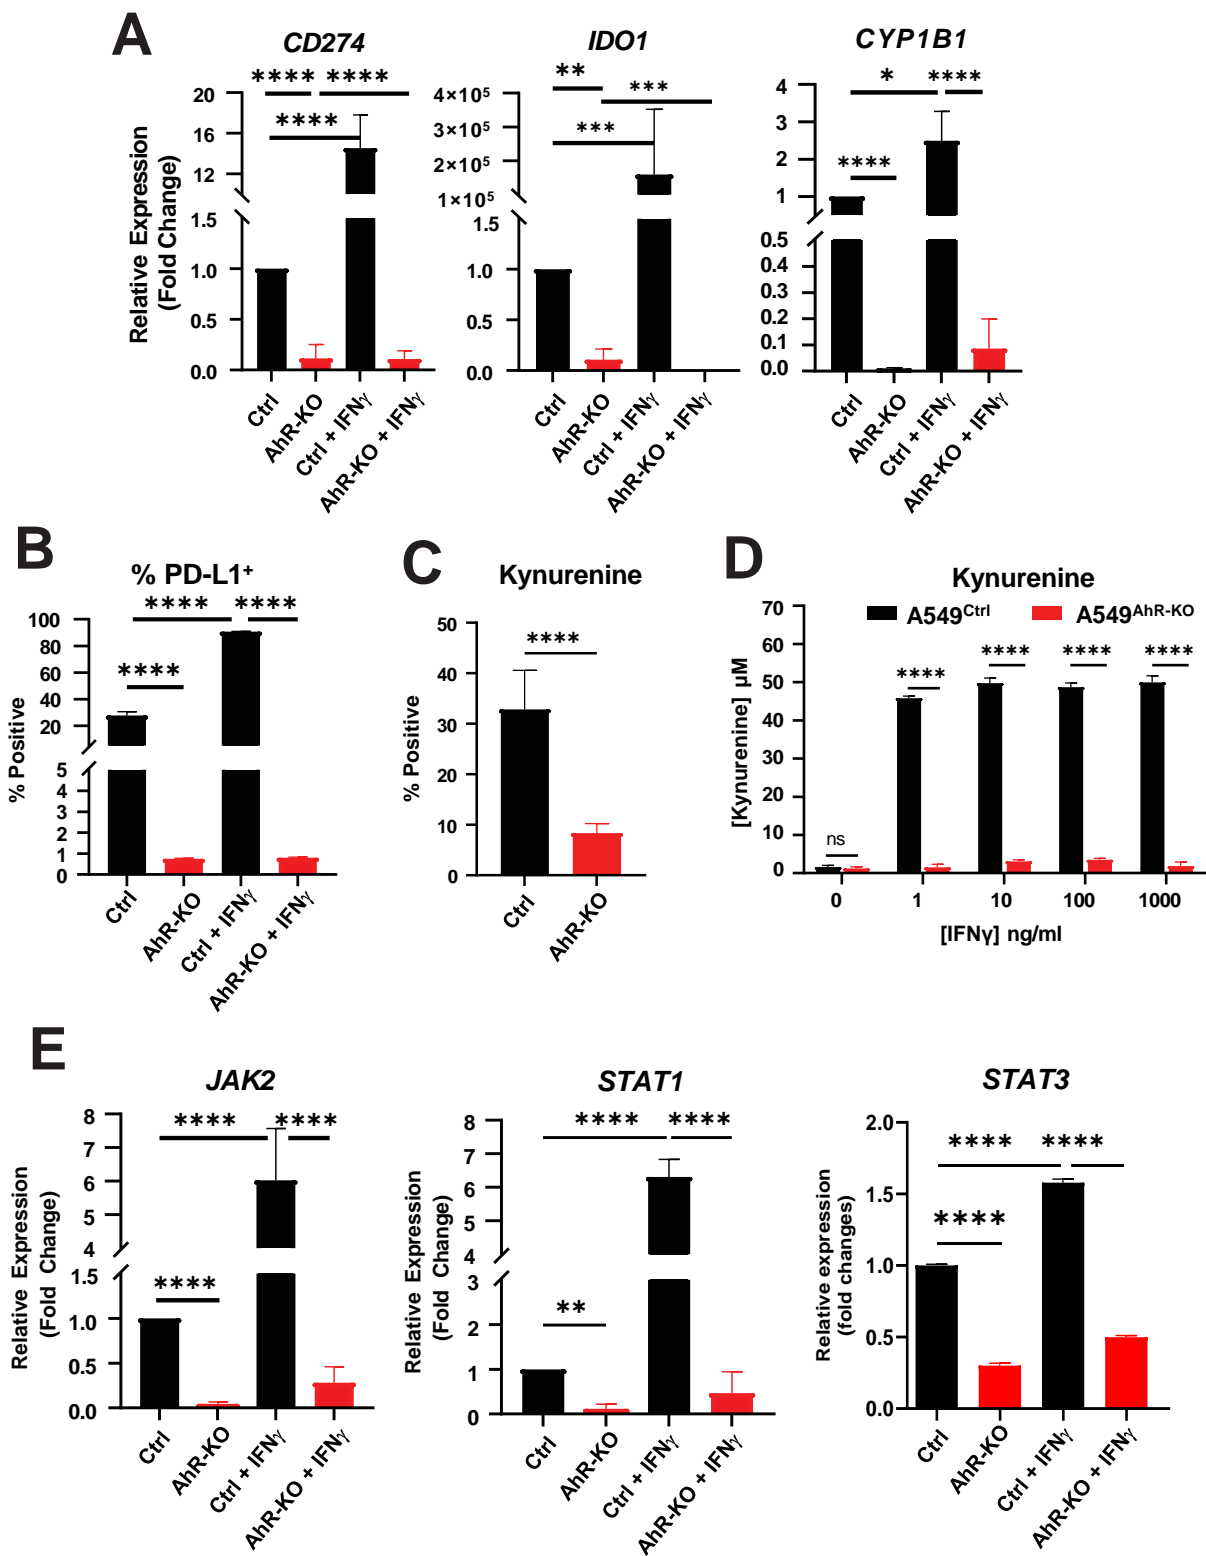 A
CD274
IDO1
CYP1B1
**** ****
** ***
* ****
****
***
****
Relative Expression
(Fold Change)
20
16
12
1.5
1.0
0.5
0.0
4×10⁵
3×10⁵
2×10⁵
1×10⁵
1.5
1.0
0.5
0.0
4
3
2
1
0.5
0.4
0.3
0.2
0.1
0.0
Ctrl
AhR-KO
Ctrl + IFNγ
AhR-KO + IFNγ
Ctrl
AhR-KO
Ctrl + IFNγ
AhR-KO + IFNγ
Ctrl
AhR-KO
Ctrl + IFNγ
AhR-KO + IFNγ
B
% PD-L1⁺
**** ****
****
% Positive
100
80
60
40
20
5
4
3
2
1
0
Ctrl
AhR-KO
Ctrl + IFNγ
AhR-KO + IFNγ
C
Kynurenine
****
% Positive
50
40
30
20
10
0
Ctrl
AhR-KO
D
Kynurenine
A549ᶜᵗʳˡ A549ᴬʰᴿ⁻ᴷᴼ
[Kynurenine] µM
70
60
50
40
30
20
10
0
ns
**** **** **** ****
0 1 10 100 1000
[IFNγ] ng/ml
E
JAK2
STAT1
STAT3
**** ****
****
Relative Expression
(Fold Change)
8
7
6
5
4
1.5
1.0
0.5
0.0
Ctrl
AhR-KO
Ctrl + IFNγ
AhR-KO + IFNγ
**** ****
**
Relative Expression
(Fold Change)
8
7
6
5
4
3
2
1
0
Ctrl
AhR-KO
Ctrl + IFNγ
AhR-KO + IFNγ
**** ****
****
Relative expression
(fold changes)
2.0
1.5
1.0
0.5
0.0
Ctrl
AhR-KO
Ctrl + IFNγ
AhR-KO + IFNγ